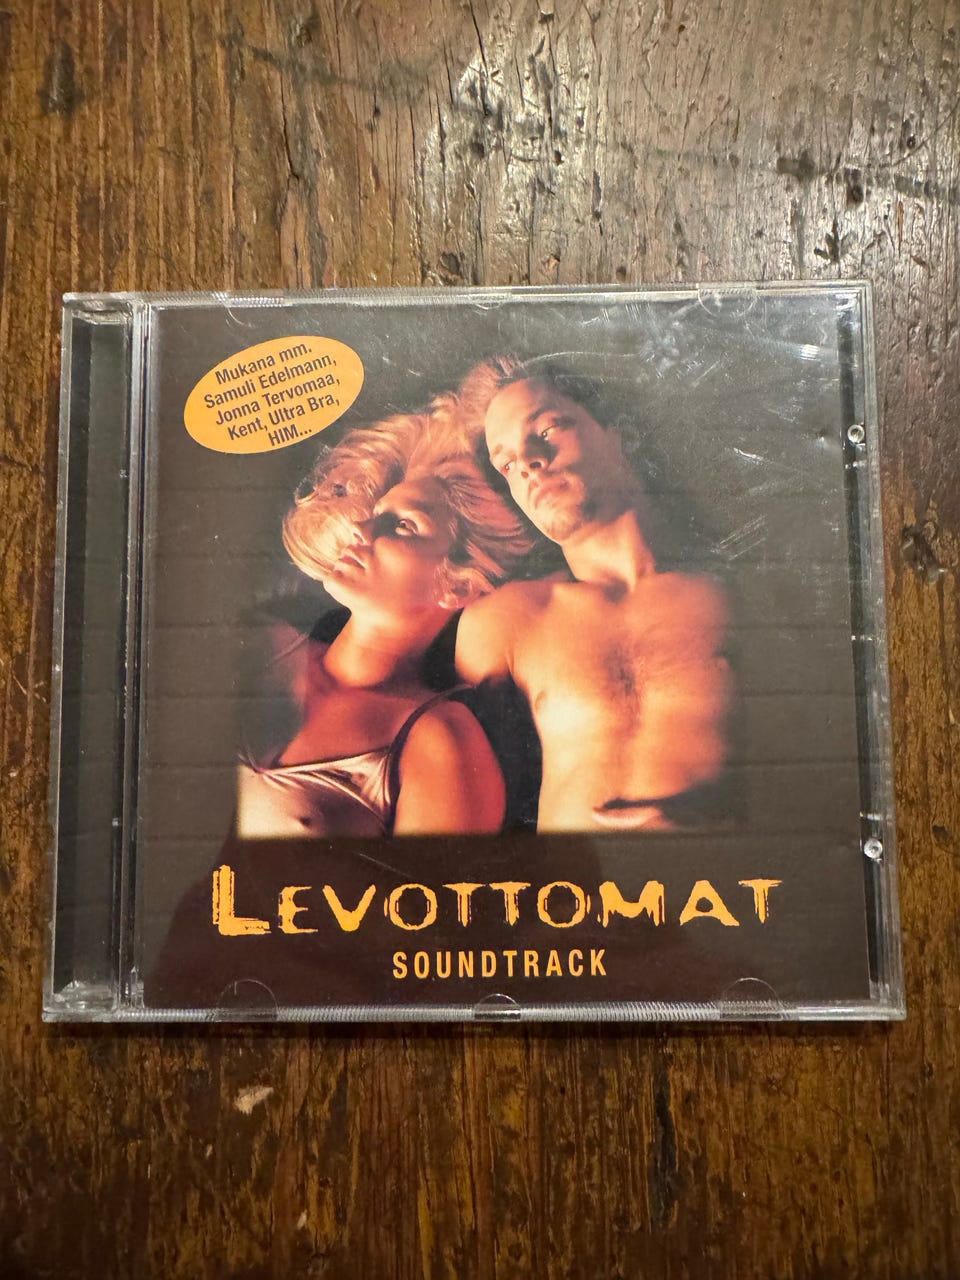 Mukana mm.
Samuli Edelmann,
Jonna Tervomaa,
Kent, Ultra Bra,
HIM...
LEVOTTOMAT
SOUNDTRACK